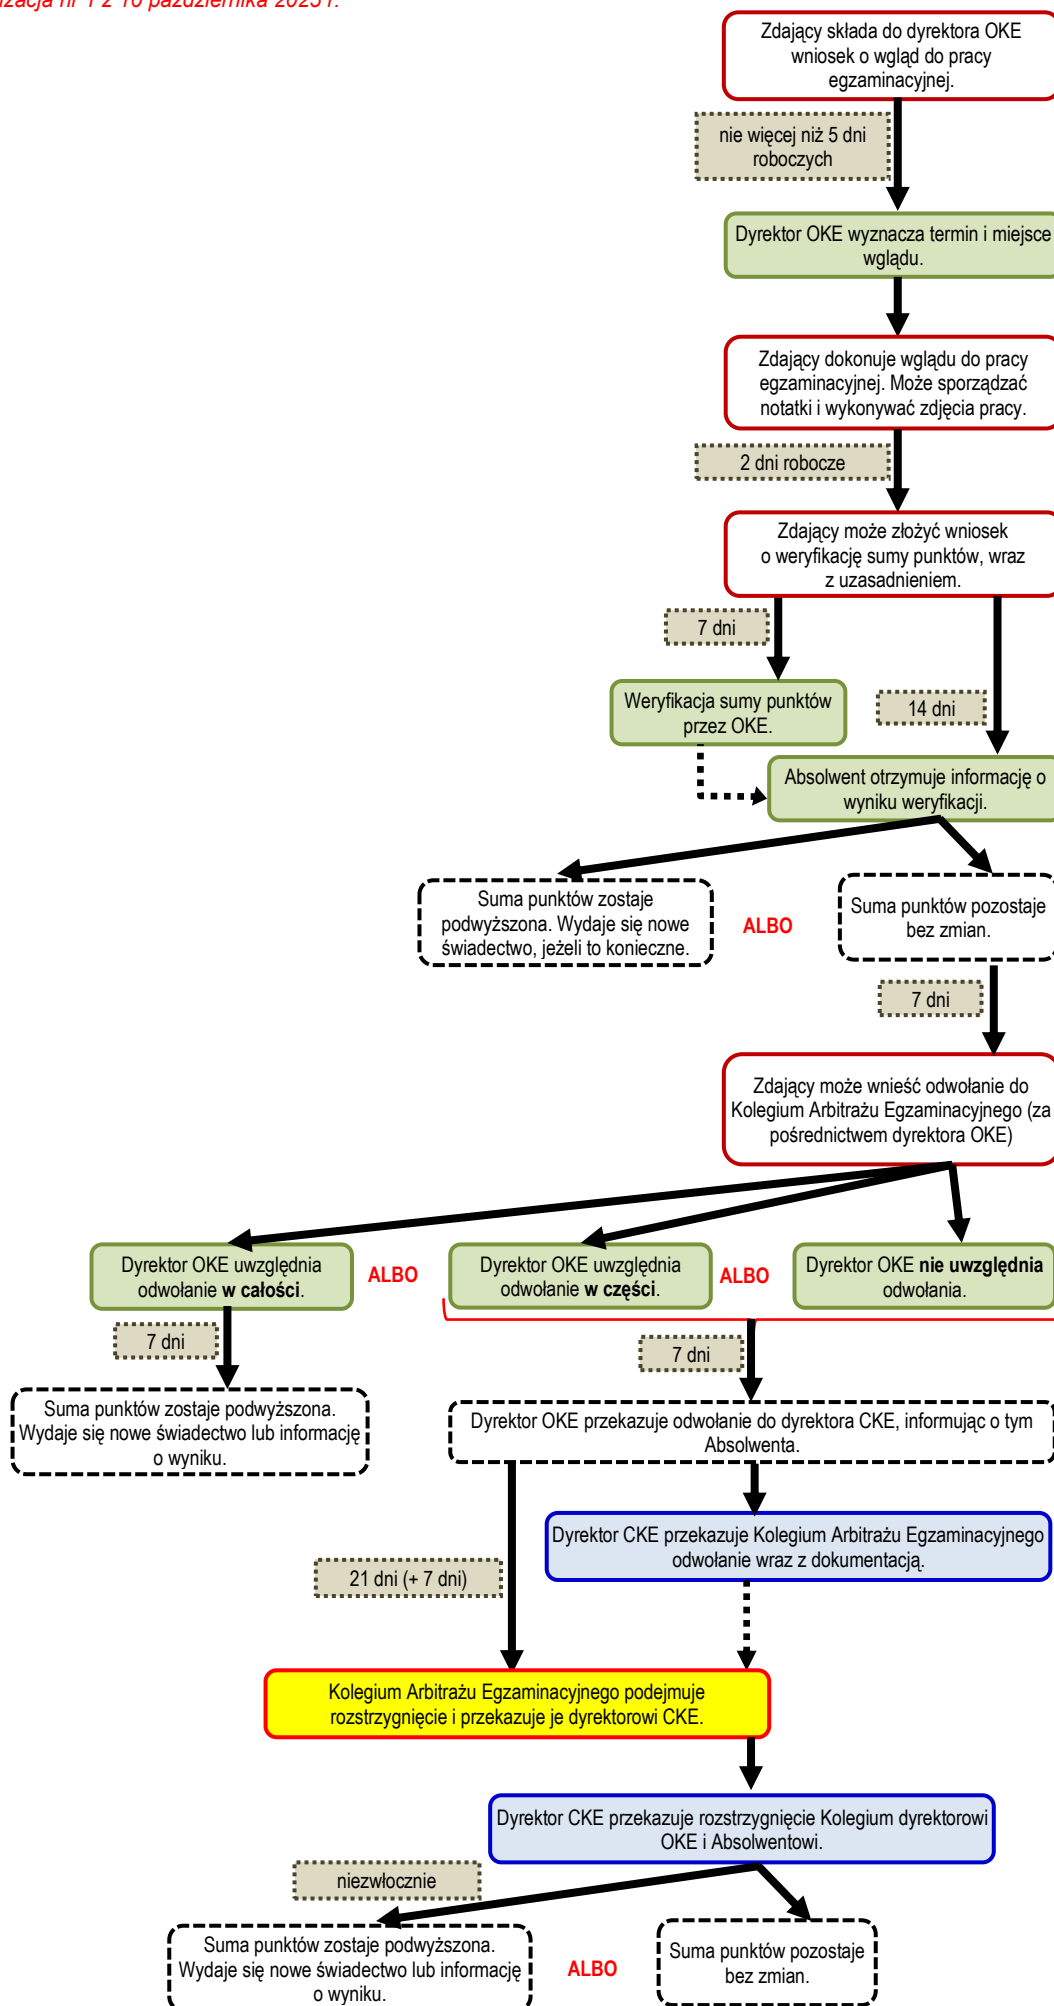 nr 1 z 10 października 2025 r.
Zdający składa do dyrektora OKE
wniosek o wgląd do pracy
egzaminacyjnej.
nie więcej niż 5 dni
roboczych
Dyrektor OKE wyznacza termin i miejsce
wglądu.
Zdający dokonuje wglądu do pracy
egzaminacyjnej. Może sporządzać
notatki i wykonywać zdjęcia pracy.
2 dni robocze
Zdający może złożyć wniosek
o weryfikację sumy punktów, wraz
z uzasadnieniem.
7 dni
Weryfikacja sumy punktów
przez OKE.
14 dni
Absolwent otrzymuje informację o
wyniku weryfikacji.
Suma punktów zostaje
podwyższona. Wydaje się nowe
świadectwo, jeżeli to konieczne.
ALBO
Suma punktów pozostaje
bez zmian.
7 dni
Zdający może wnieść odwołanie do
Kolegium Arbitrażu Egzaminacyjnego (za
pośrednictwem dyrektora OKE)
Dyrektor OKE uwzględnia
odwołanie w całości.
ALBO
Dyrektor OKE uwzględnia
odwołanie w części.
ALBO
Dyrektor OKE nie uwzględnia
odwołania.
7 dni
7 dni
Suma punktów zostaje podwyższona.
Wydaje się nowe świadectwo lub informację
o wyniku.
Dyrektor OKE przekazuje odwołanie do dyrektora CKE, informując o tym
Absolwenta.
Dyrektor CKE przekazuje Kolegium Arbitrażu Egzaminacyjnego
odwołanie wraz z dokumentacją.
21 dni (+ 7 dni)
Kolegium Arbitrażu Egzaminacyjnego podejmuje
rozstrzygnięcie i przekazuje je dyrektorowi CKE.
Dyrektor CKE przekazuje rozstrzygnięcie Kolegium dyrektorowi
OKE i Absolwentowi.
niezwłocznie
Suma punktów zostaje podwyższona.
Wydaje się nowe świadectwo lub informację
o wyniku.
ALBO
Suma punktów pozostaje
bez zmian.